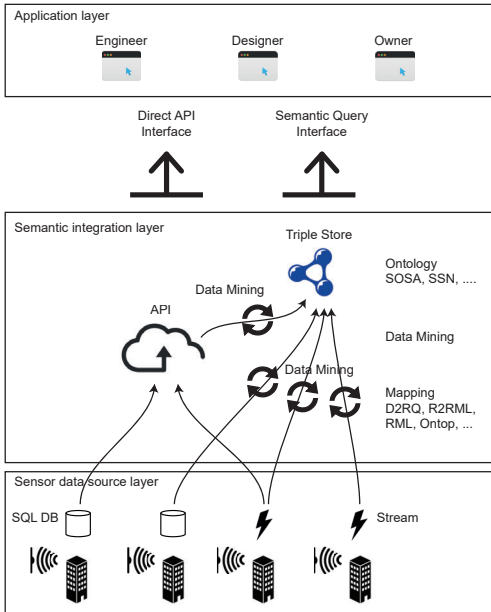 Application layer
Engineer
Designer
Owner
Direct API
Interface
Semantic Query
Interface
Semantic integration layer
Triple Store
Ontology
SOSA, SSN, ....
Data Mining
API
Data Mining
Data Mining
Mapping
D2RQ, R2RML,
RML, Ontop, ...
Sensor data source layer
SQL DB
Stream